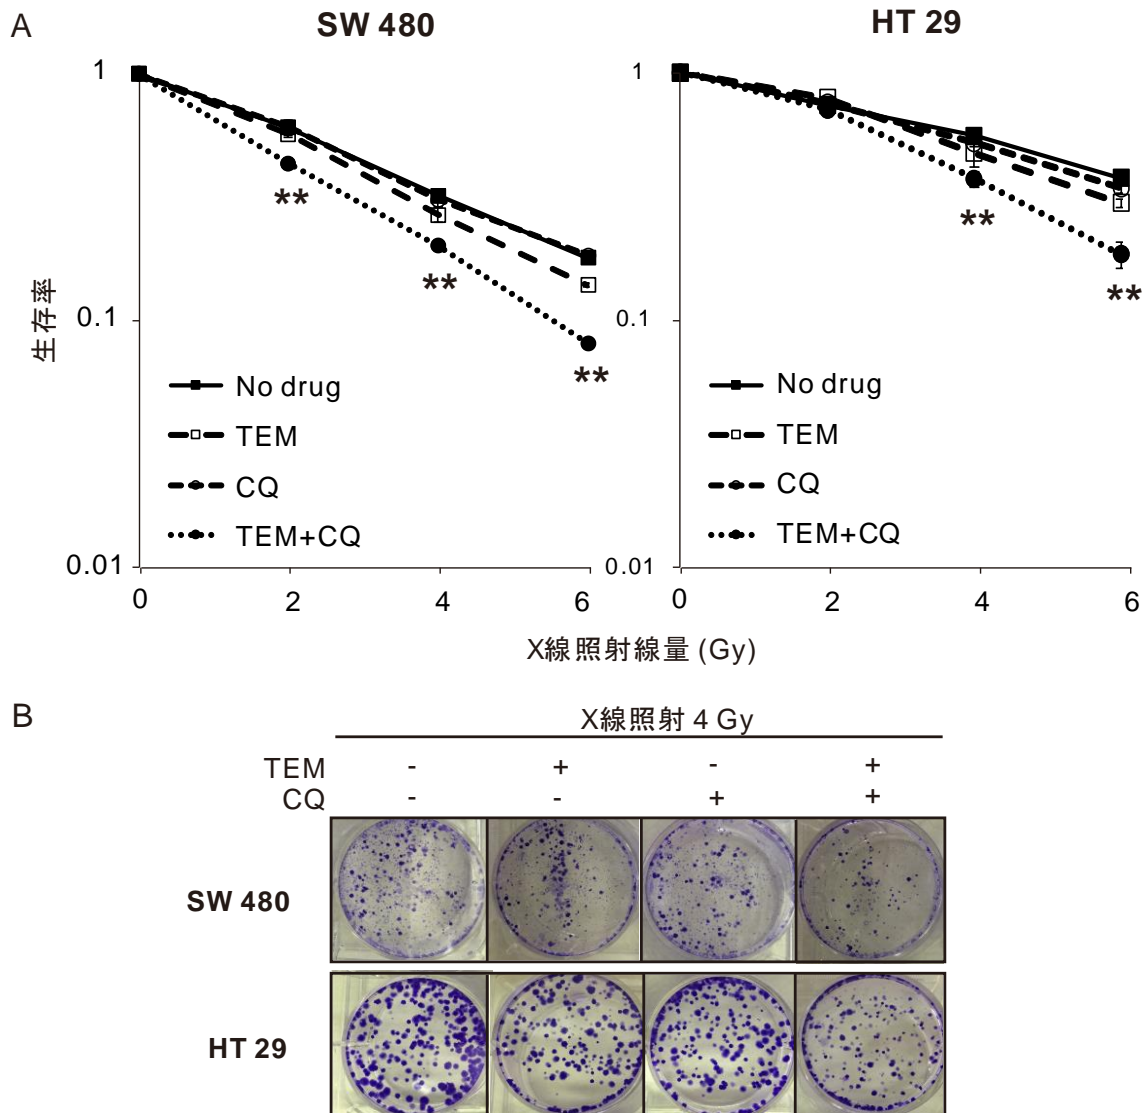 A
SW 480
HT 29
1
0.1
0.01
0
2
4
6
**
**
**
No drug
TEM
CQ
TEM+CQ
1
0.1
0.01
0
2
4
6
**
**
No drug
TEM
CQ
TEM+CQ
生存率
X線照射線量 (Gy)
B
X線照射 4 Gy
TEM - + - +
CQ - - + +
SW 480
HT 29